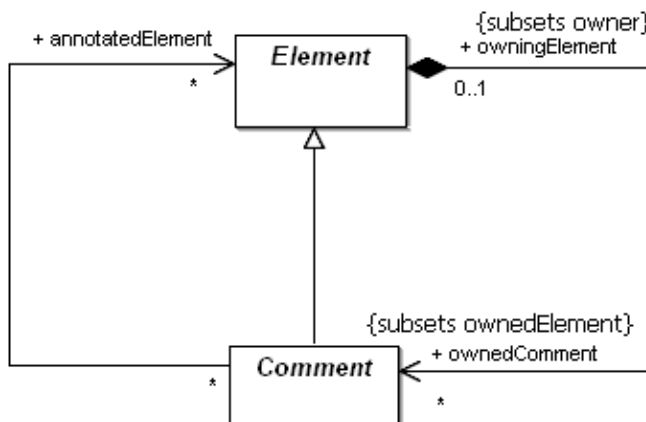 {subsets owner}
+ annotatedElement
Element
+ owningElement
*
0..1
{subsets ownedElement}
+ ownedComment
Comment
*
*